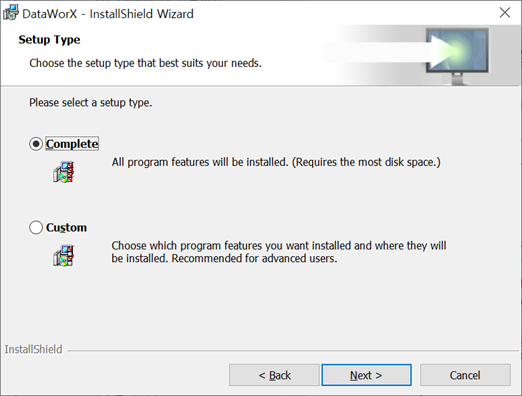 DataWorX - InstallShield Wizard
Setup Type
Choose the setup type that best suits your needs.
Please select a setup type.
Complete
All program features will be installed. (Requires the most disk space.)
Custom
Choose which program features you want installed and where they will
be installed. Recommended for advanced users.
InstallShield
< Back
Next >
Cancel